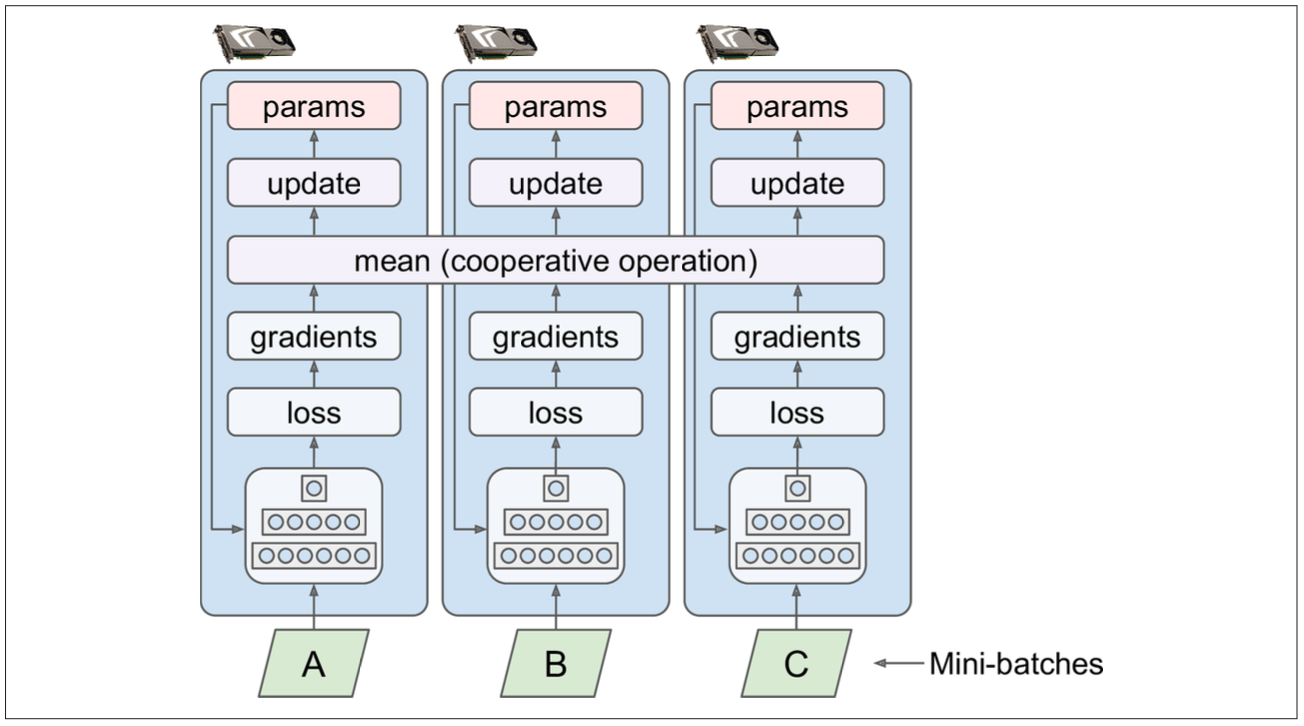 params params params
update update update
mean (cooperative operation)
gradients gradients gradients
loss loss loss
A B C
Mini-batches